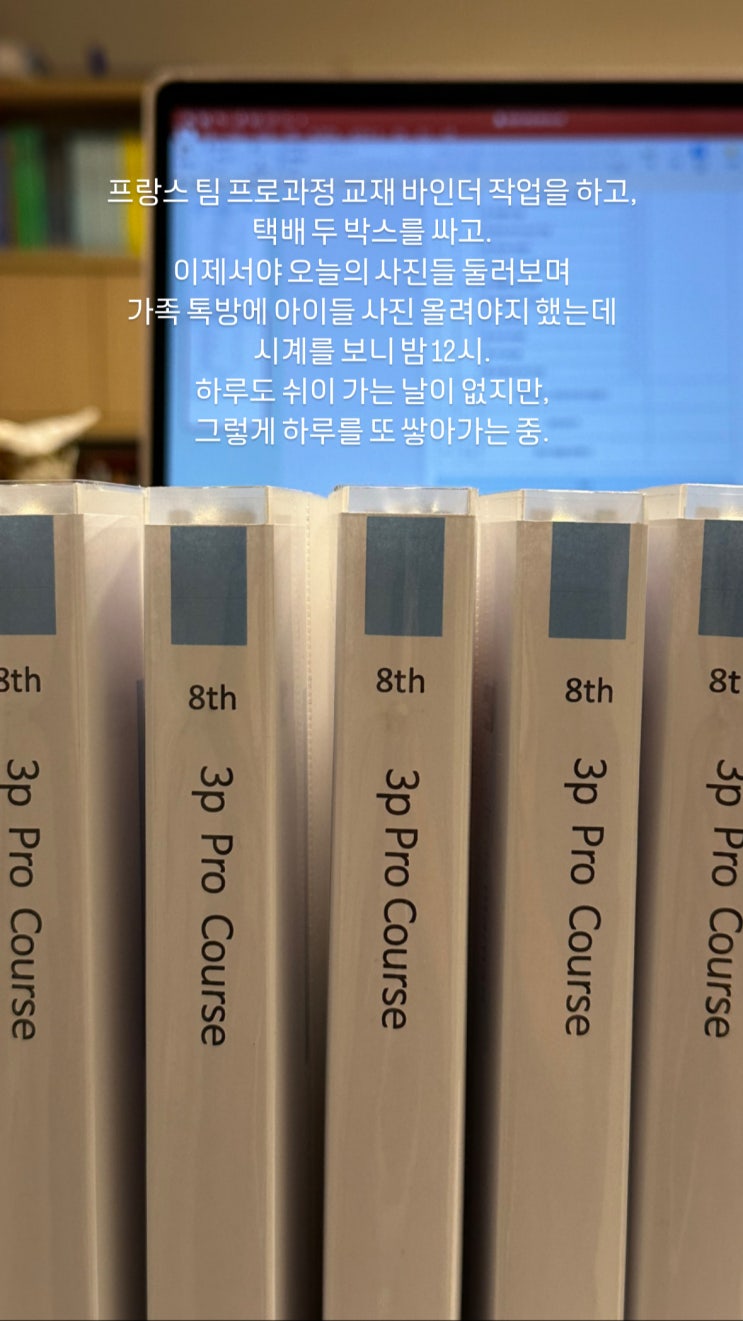 프랑스 팀 프로과정 교재 바인더 작업을 하고,
택배 두 박스를 싸고.
이제서야 오늘의 사진들 둘러보며
가족 톡방에 아이들 사진 올려야지 했는데
시계를 보니 밤 12시.
하루도 쉬이 가는 날이 없지만,
그렇게 하루를 또 쌓아가는 중.
8th
3p Pro Course
8th
3p Pro Course
8th
3p Pro Course
8th
3p Pro Course
8t
3p Pro Course